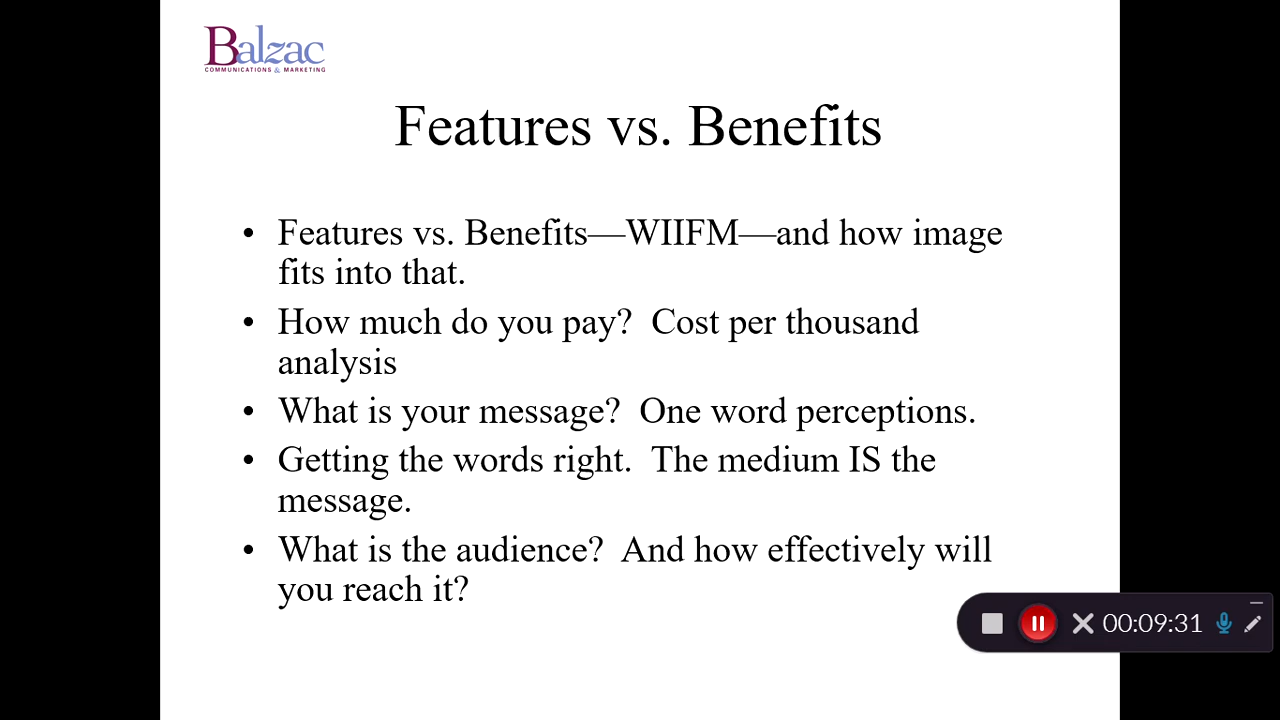 Balzac
COMMUNICATIONS & MARKETING
Features vs. Benefits
• Features vs. Benefits—WIIFM—and how image
fits into that.
• How much do you pay?  Cost per thousand
analysis
• What is your message?  One word perceptions.
• Getting the words right.  The medium IS the
message.
• What is the audience?  And how effectively will
you reach it?
00:09:31